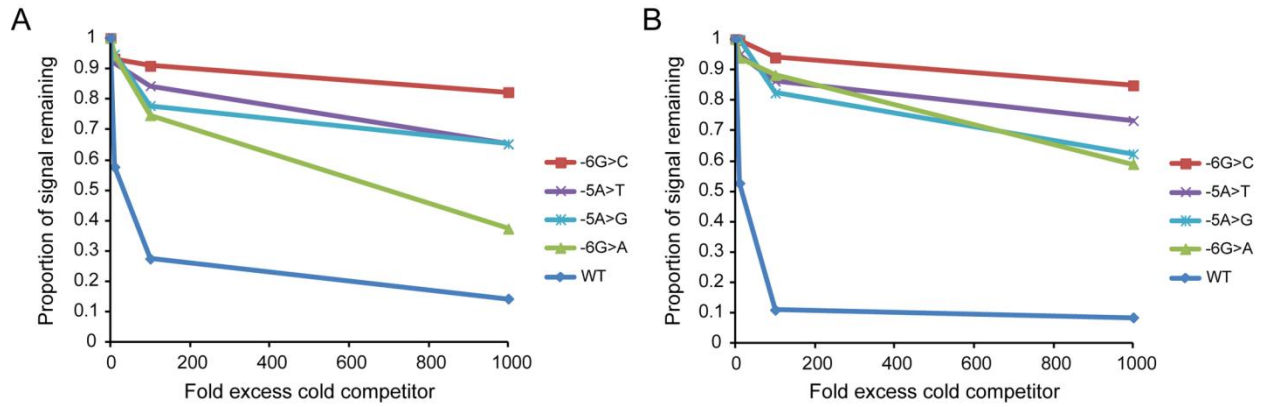 A
Proportion of signal remaining
1
0.9
0.8
0.7
0.6
0.5
0.4
0.3
0.2
0.1
0
0 200 400 600 800 1000
Fold excess cold competitor
-6G>C
-5A>T
-5A>G
-6G>A
WT
B
Proportion of signal remaining
1
0.9
0.8
0.7
0.6
0.5
0.4
0.3
0.2
0.1
0
0 200 400 600 800 1000
Fold excess cold competitor
-6G>C
-5A>T
-5A>G
-6G>A
WT